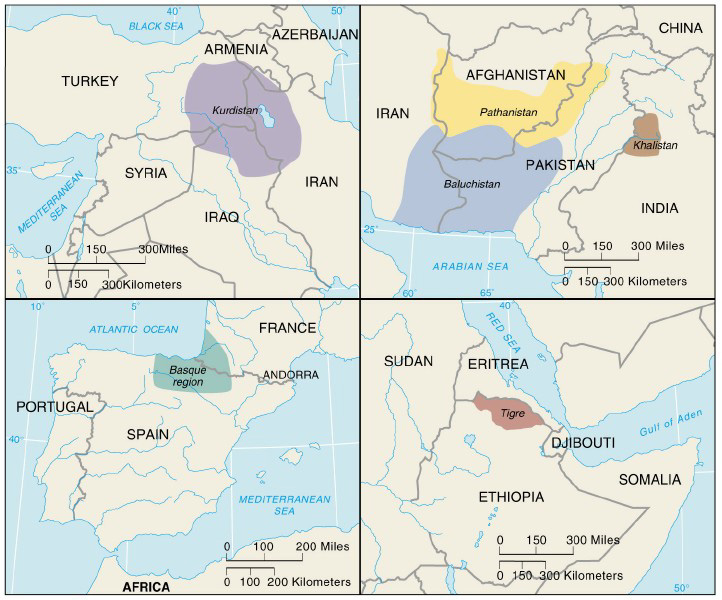 40°
50°
BLACK SEA
AZERBAIJAN
ARMENIA
TURKEY
Kurdistan
35°
SYRIA
IRAN
MEDITERRANEAN
SEA
IRAQ
0 150 300Miles
0 150 300Kilometers
CHINA
AFGHANISTAN
IRAN
Pathanistan
Khalistan
PAKISTAN
Baluchistan
INDIA
25°
0 150 300 Miles
ARABIAN SEA
0 150 300 Kilometers
60°
65°
10°
5°
ATLANTIC OCEAN
FRANCE
Basque
region
ANDORRA
PORTUGAL
SPAIN
40°
MEDITERRANEAN
SEA
0 100 200 Miles
0 100 200 Kilometers
AFRICA
40°
RED SEA
SUDAN
ERITREA
Tigre
Gulf of Aden
DJIBOUTI
SOMALIA
ETHIOPIA
0 150 300 Miles
0 150 300 Kilometers
50°